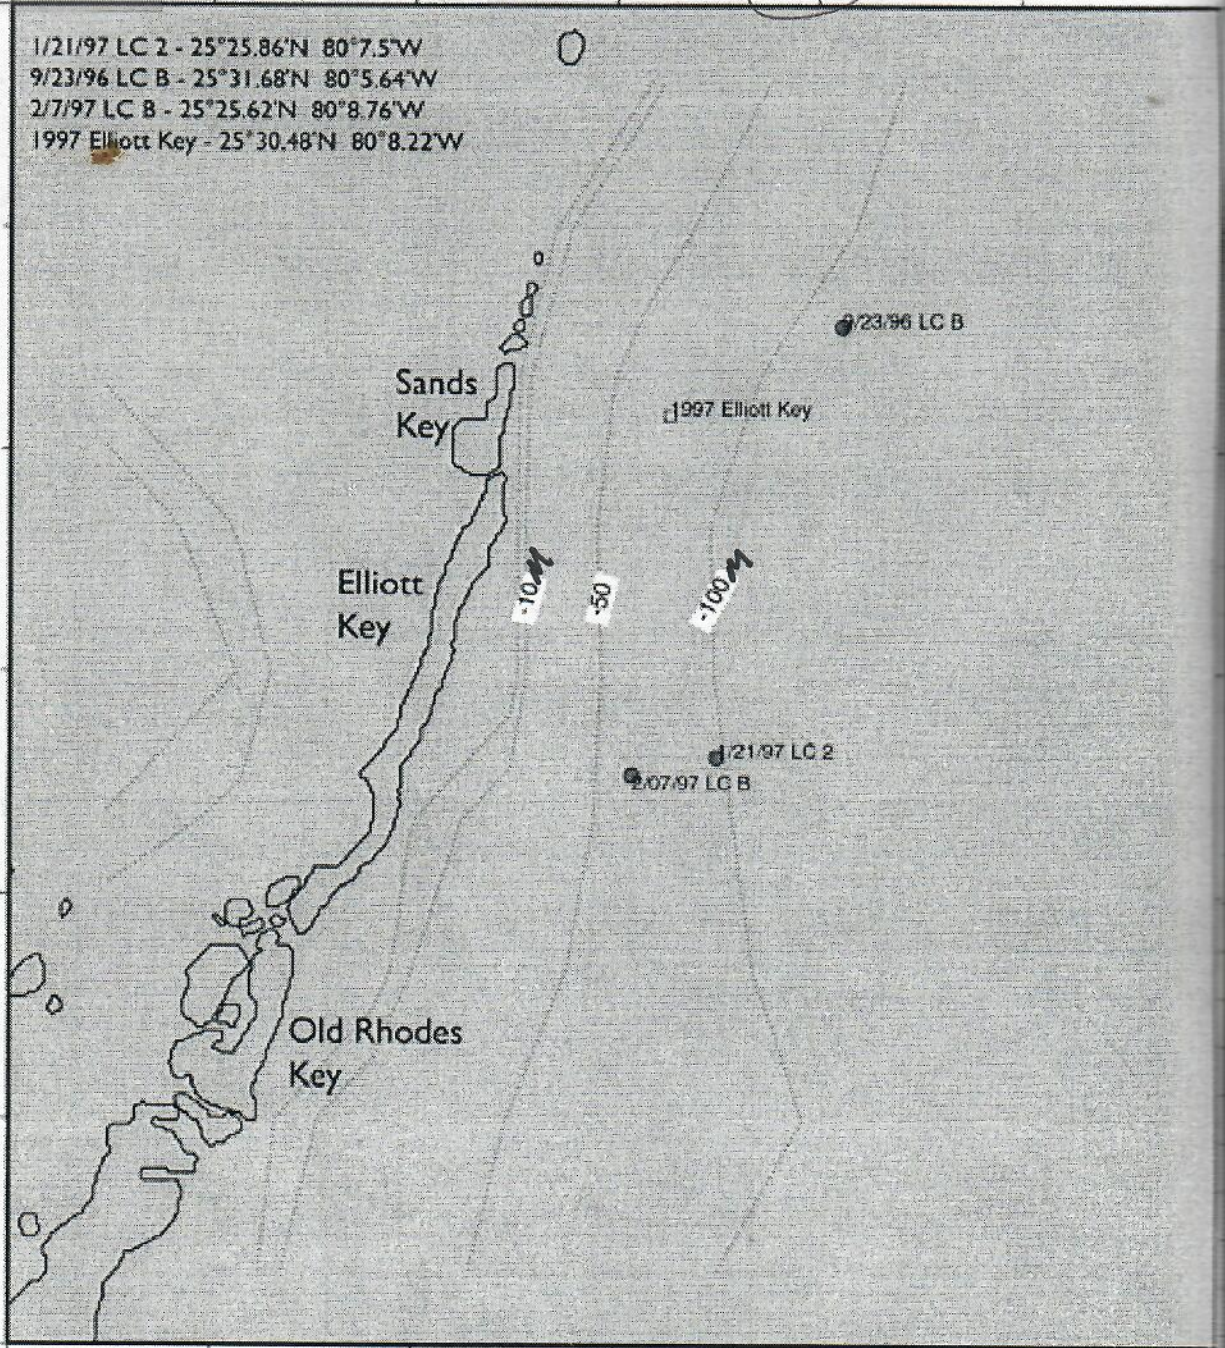 1/21/97 LC 2 - 25°25.86'N 80°7.5'W
9/23/96 LC B - 25°31.68'N 80°5.64'W
2/7/97 LC B - 25°25.62'N 80°8.76'W
1997 Elliott Key - 25°30.48'N 80°8.22'W
9/23/96 LC B
Sands
Key
1997 Elliott Key
Elliott
Key
-10M
-50
-100M
1/21/97 LC 2
2/07/97 LC B
Old Rhodes
Key